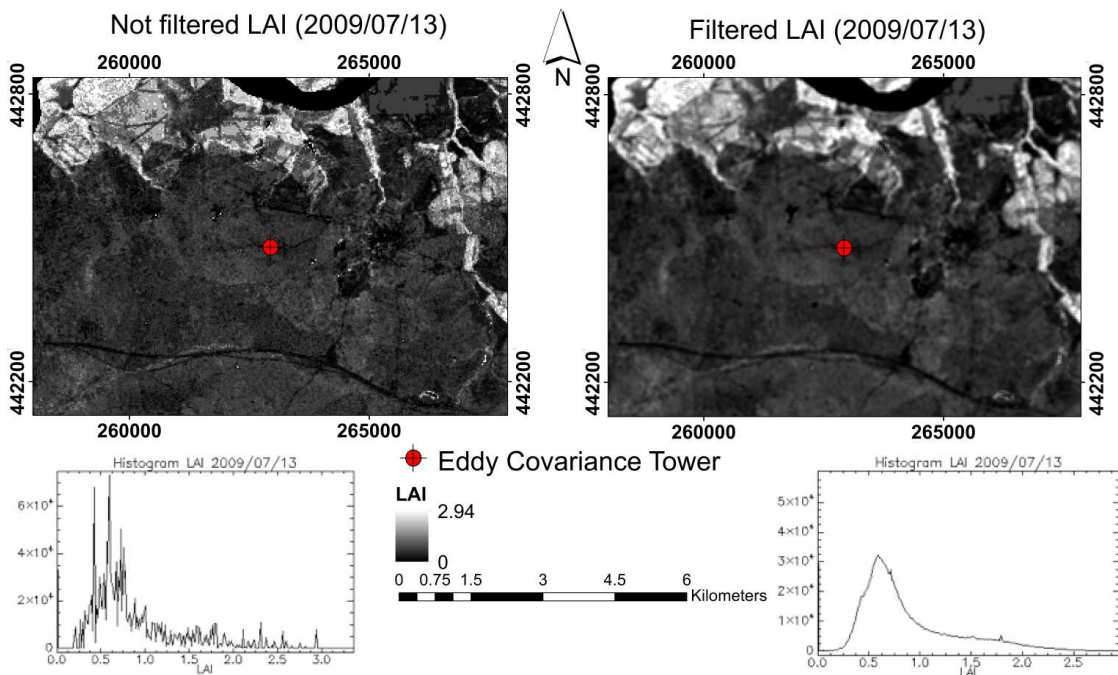 Not filtered LAI (2009/07/13)
Filtered LAI (2009/07/13)
N
260000
265000
260000
265000
442800
442800
442200
442200
260000
265000
260000
265000
Histogram LAI 2009/07/13
6×10⁴
4×10⁴
2×10⁴
0
0.0 0.5 1.0 1.5 2.0 2.5 3.0
LAI
Eddy Covariance Tower
LAI
2.94
0
0 0.75 1.5 3 4.5 6
Kilometers
Histogram LAI 2009/07/13
5×10⁴
4×10⁴
3×10⁴
2×10⁴
1×10⁴
0
0.0 0.5 1.0 1.5 2.0 2.5
LAI